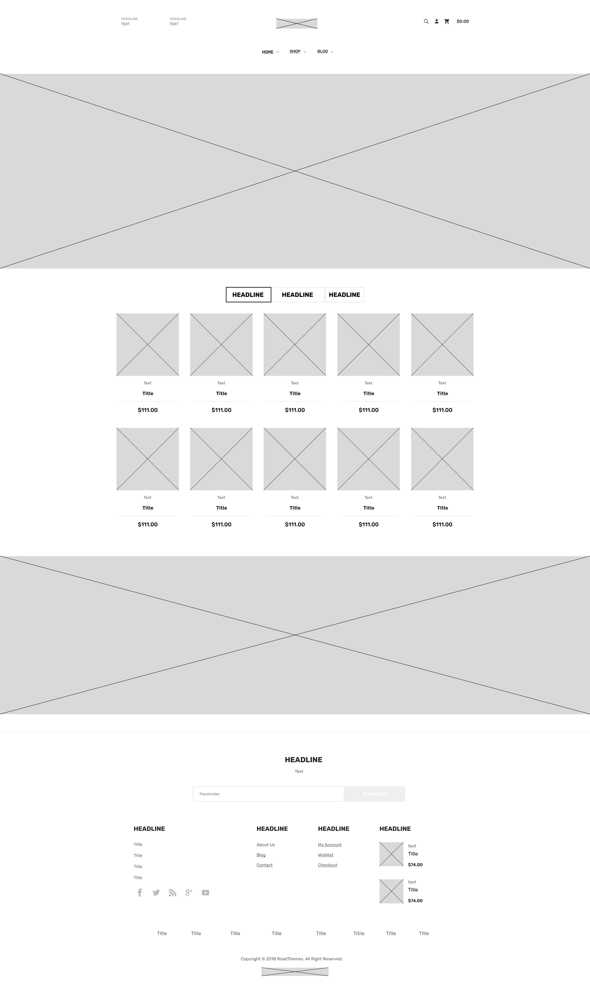 HEADLINE
TEXT
HEADLINE
TEXT
$0.00
HOME
SHOP
BLOG
HEADLINE
HEADLINE
HEADLINE
Text
Text
Text
Text
Text
Title
Title
Title
Title
Title
$111.00
$111.00
$111.00
$111.00
$111.00
Text
Text
Text
Text
Text
Title
Title
Title
Title
Title
$111.00
$111.00
$111.00
$111.00
$111.00
HEADLINE
Text
Placeholder
Subscribe
HEADLINE
Title
Title
Title
Title
HEADLINE
About Us
Blog
Contact
HEADLINE
My Account
Wishlist
Checkout
HEADLINE
text
Title
$74.00
text
Title
$74.00
Title
Title
Title
Title
Title
Titile
Title
Title
Copyright © 2018 RoadThemes. All Right Reserved.